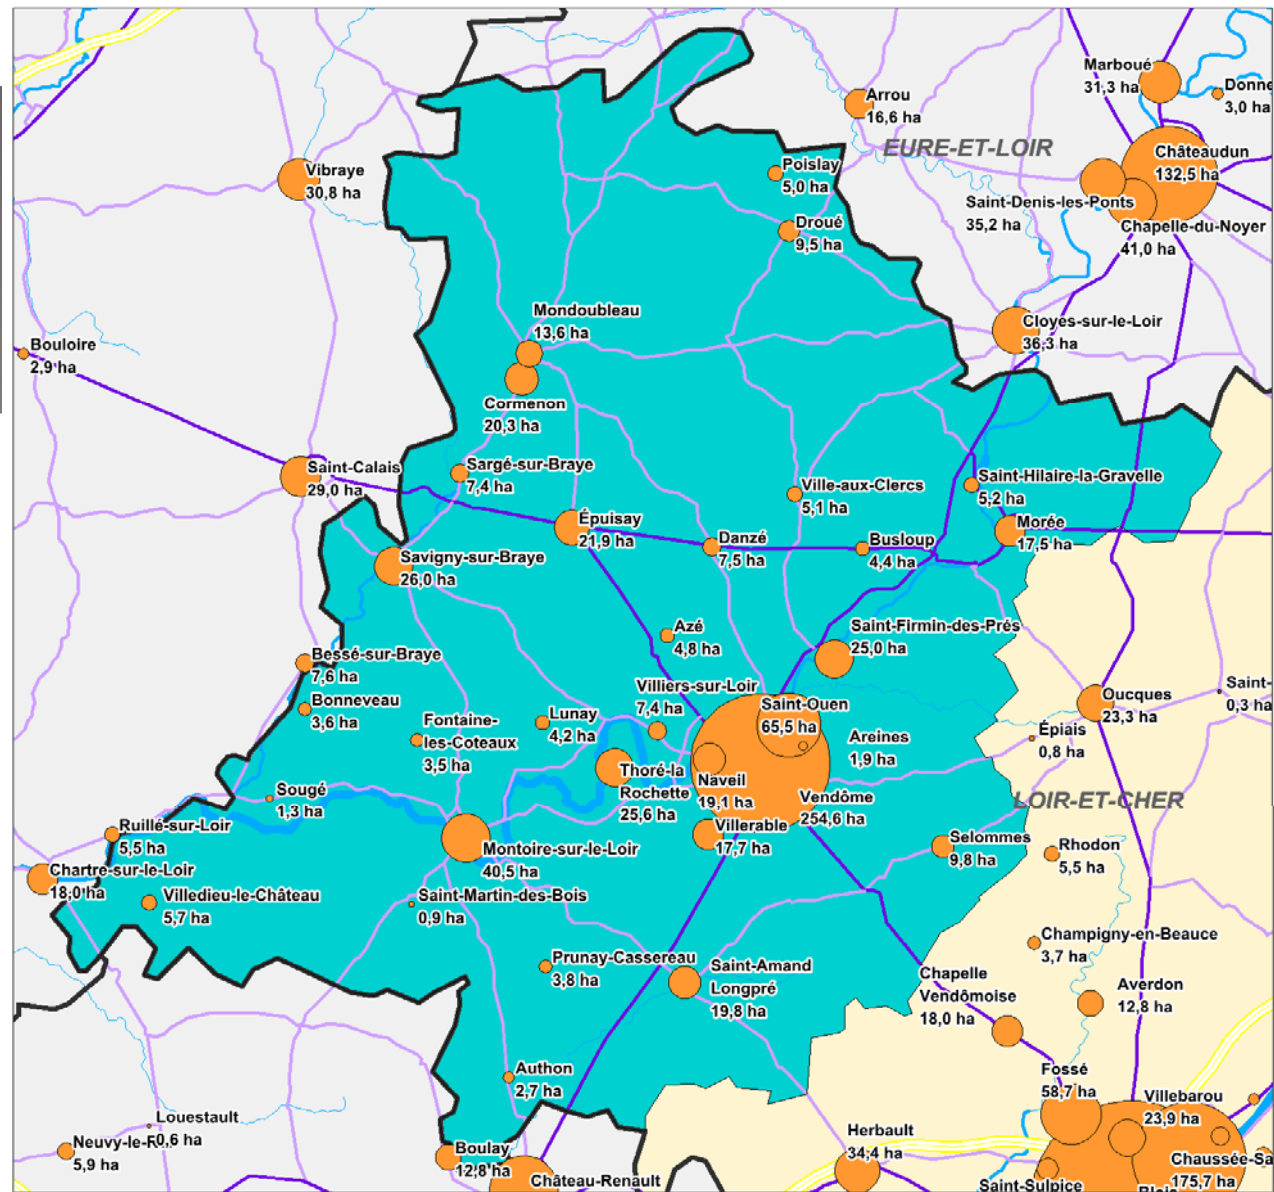 Marboué
31,3 ha
Donne
3,0 ha
Arrou
16,6 ha
EURE-ET-LOIR
Châteaudun
132,5 ha
Vibraye
30,8 ha
Poislay
5,0 ha
Saint-Denis-les-Ponts
35,2 ha
Droué
9,5 ha
Chapelle-du-Noyer
41,0 ha
Mondoubleau
13,6 ha
Cloyes-sur-le-Loir
36,3 ha
Bouloire
2,9 ha
Cormenon
20,3 ha
Saint-Calais
29,0 ha
Sargé-sur-Braye
7,4 ha
Ville-aux-Clercs
5,1 ha
Saint-Hilaire-la-Gravelle
5,2 ha
Épuisay
21,9 ha
Morée
17,5 ha
Danzé
7,5 ha
Busloup
4,4 ha
Savigny-sur-Braye
26,0 ha
Azé
4,8 ha
Saint-Firmin-des-Prés
25,0 ha
Bessé-sur-Braye
7,6 ha
Villiers-sur-Loir
7,4 ha
Saint-
0,3 ha
Bonneveau
3,6 ha
Oucques
23,3 ha
Saint-Ouen
65,5 ha
Fontaine-
les-Coteaux
3,5 ha
Lunay
4,2 ha
Areines
1,9 ha
Épiais
0,8 ha
Thoré-la
Rochette
25,6 ha
Naveil
19,1 ha
Sougé
1,3 ha
Vendôme
254,6 ha
LOIR-ET-CHER
Ruillé-sur-Loir
5,5 ha
Villerable
17,7 ha
Selommes
9,8 ha
Montoire-sur-le-Loir
40,5 ha
Rhodon
5,5 ha
Chartre-sur-le-Loir
18,0 ha
Villedieu-le-Château
5,7 ha
Saint-Martin-des-Bois
0,9 ha
Champigny-en-Beauce
3,7 ha
Prunay-Cassereau
3,8 ha
Saint-Amand
Longpré
19,8 ha
Chapelle
Vendômoise
18,0 ha
Averdon
12,8 ha
Authon
2,7 ha
Fossé
58,7 ha
Villebarou
23,9 ha
Louestault
0,6 ha
Neuvy-le-R
5,9 ha
Boulay
12,8 ha
Herbault
34,4 ha
Château-Renault
Chaussée-Sa
175,7 ha
Saint-Sulpice